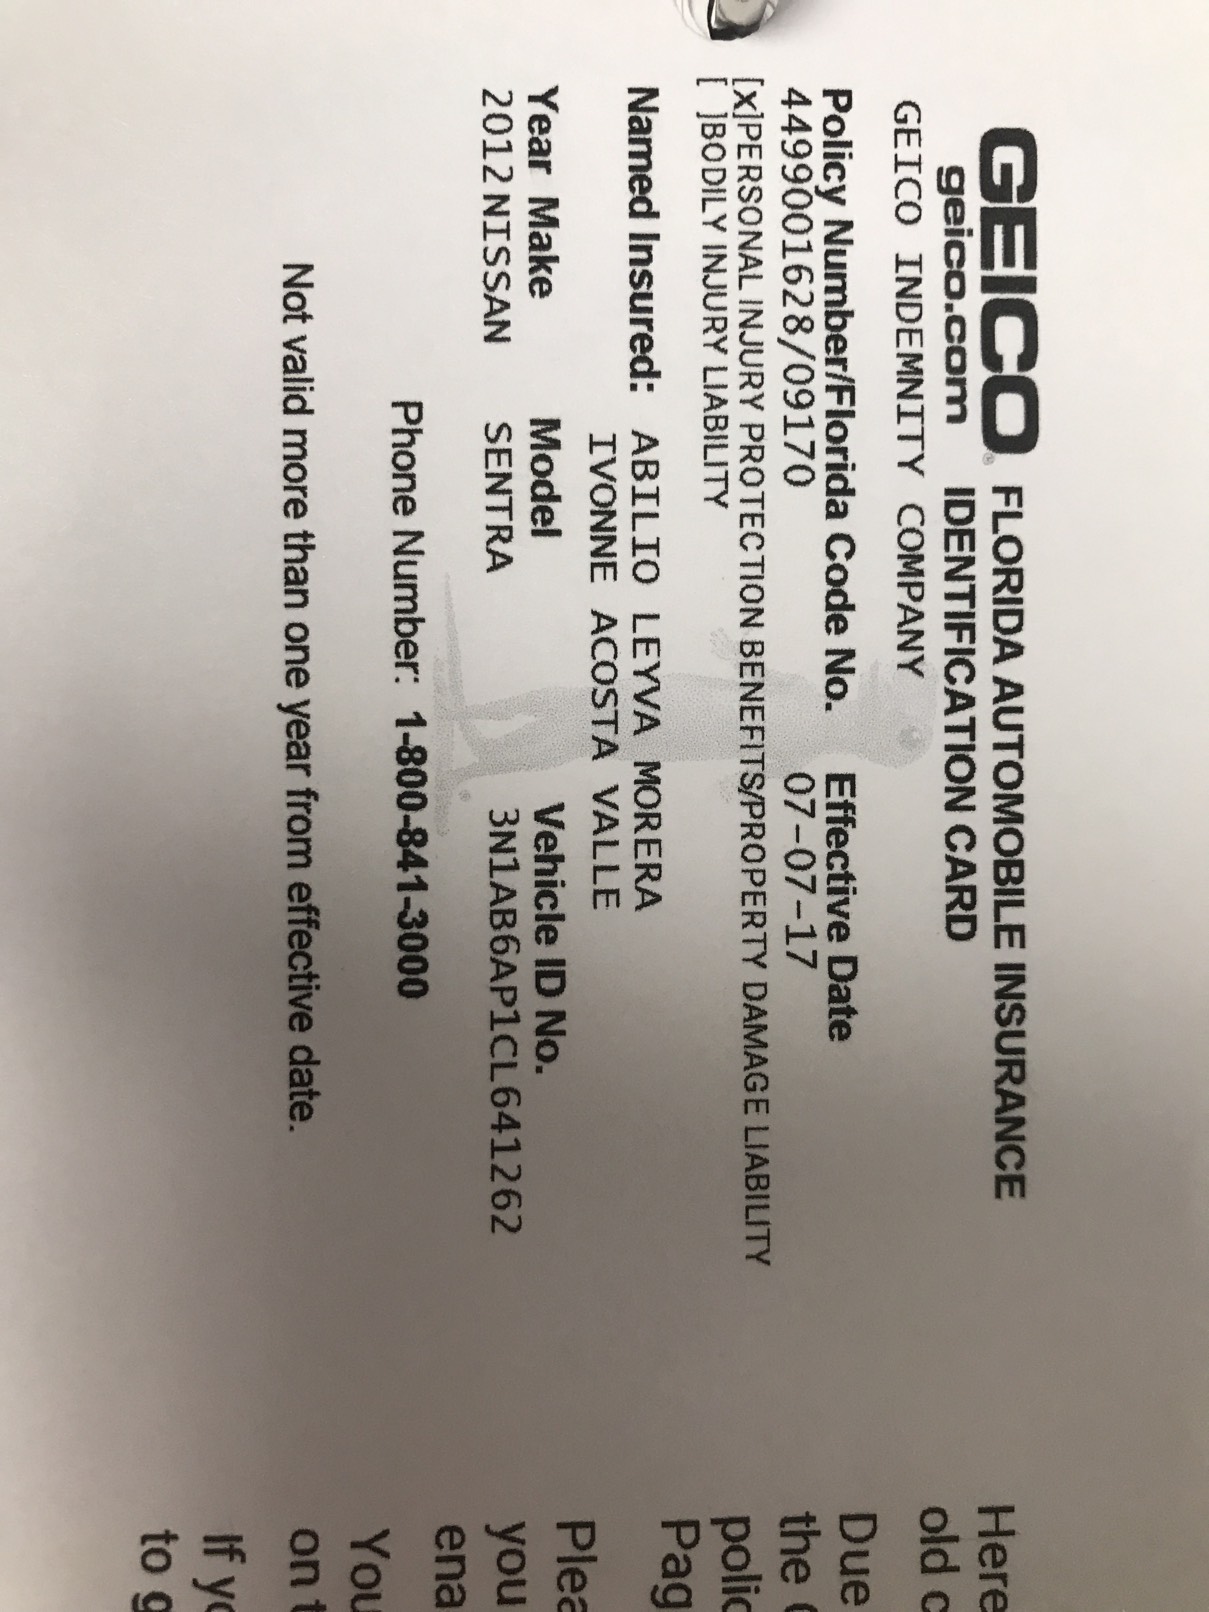 GEICO
geico.com
FLORIDA AUTOMOBILE INSURANCE
IDENTIFICATION CARD
GEICO INDEMNITY COMPANY
Policy Number/Florida Code No. Effective Date
4499001628/09170 07-07-17
[X]PERSONAL INJURY PROTECTION BENEFITS/PROPERTY DAMAGE LIABILITY
[ ]BODILY INJURY LIABILITY
Named Insured: ABILIO LEYVA MORERA
IVONNE ACOSTA VALLE
Year Make Model Vehicle ID No.
2012 NISSAN SENTRA 3N1AB6AP1CL641262
Phone Number: 1-800-841-3000
Not valid more than one year from effective date.
Here
old
Due
the
Pag
you
ena
You
on
If
to